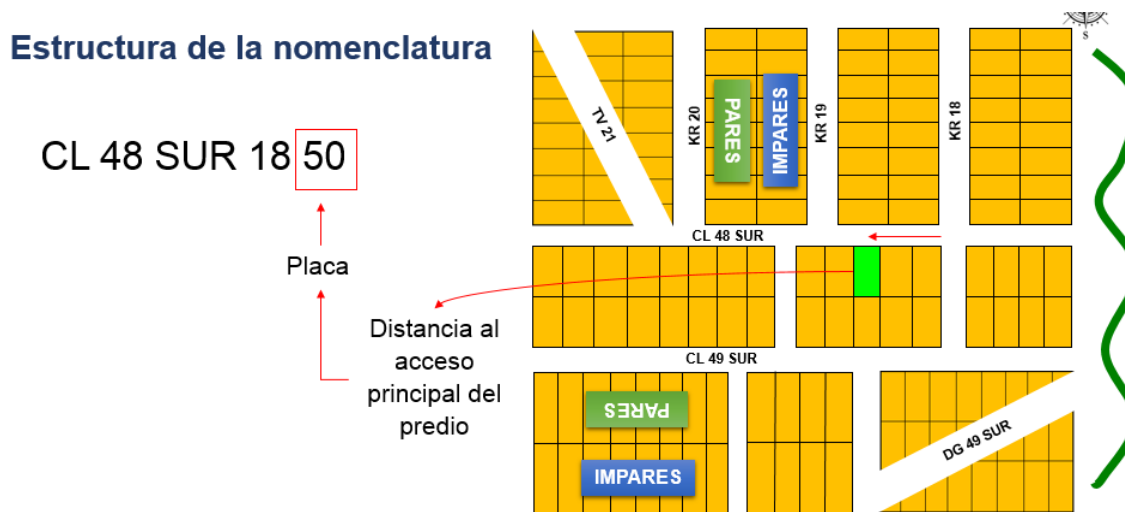 Estructura de la nomenclatura
CL 48 SUR 18 50
Placa
Distancia al
acceso
principal del
predio
S
TV 21
KR 20
PARES
IMPARES
KR 19
KR 18
CL 48 SUR
CL 49 SUR
PARES
IMPARES
DG 49 SUR